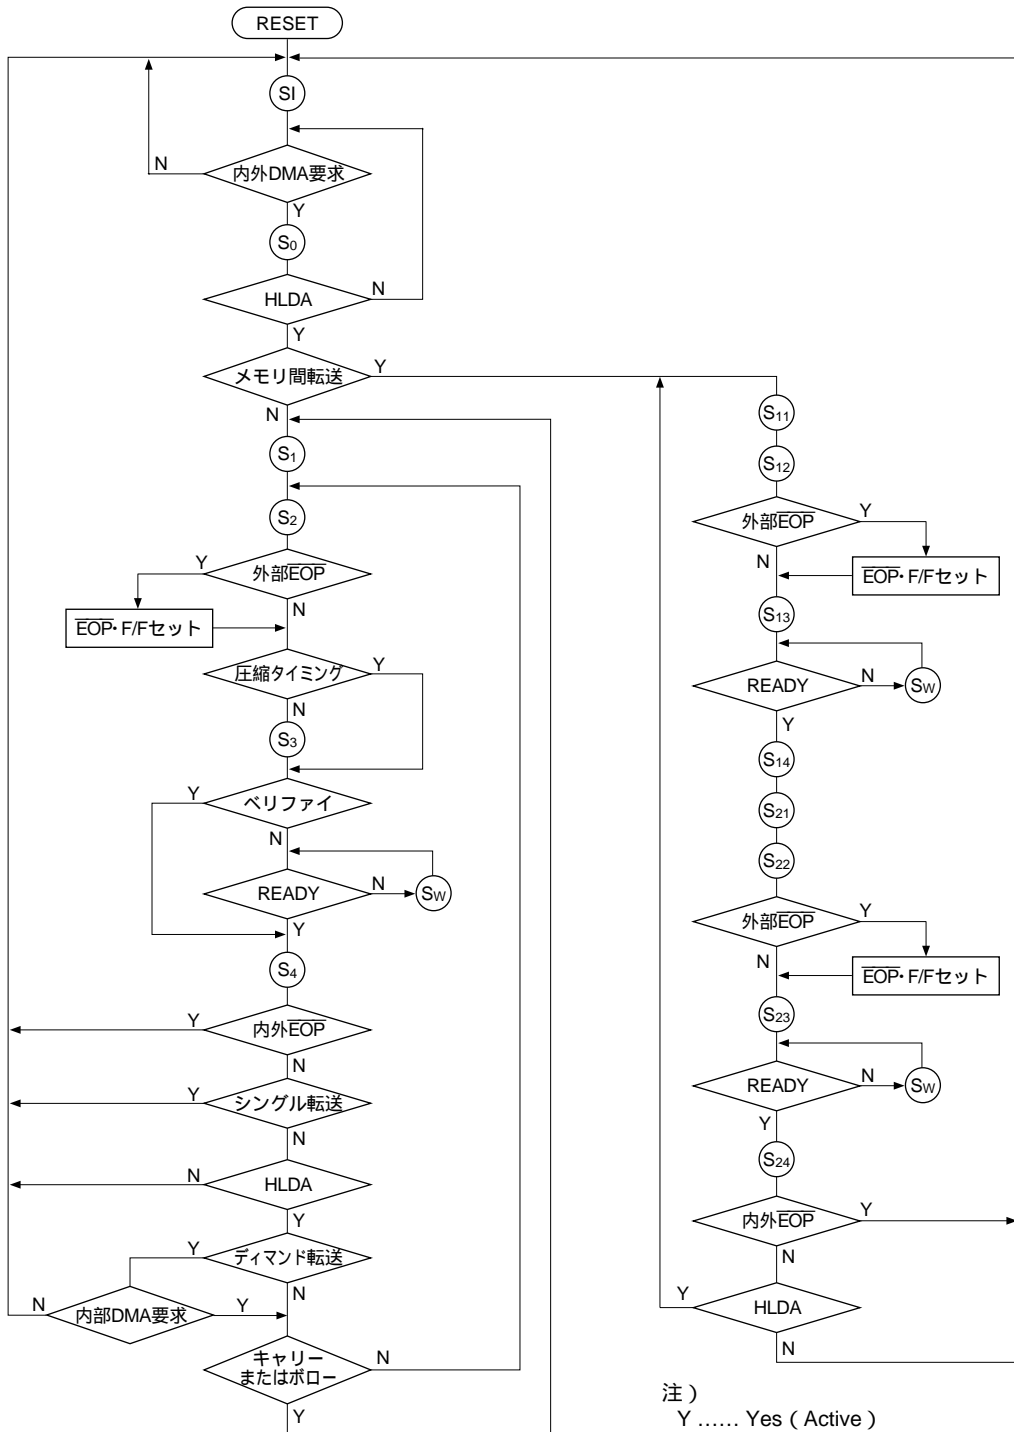 RESET
SI
内外DMA要求
N
Y
S0
HLDA
N
Y
メモリ間転送
Y
N
S1
S2
外部EOP
Y
N
EOP・F/Fセット
圧縮タイミング
Y
N
S3
ベリファイ
Y
N
READY
N
SW
Y
S4
内外EOP
Y
N
シングル転送
Y
N
HLDA
N
Y
ディマンド転送
Y
N
内部DMA要求
N
Y
キャリー
またはボロー
N
Y
S11
S12
外部EOP
Y
N
EOP・F/Fセット
S13
READY
N
SW
Y
S14
S21
S22
外部EOP
Y
N
EOP・F/Fセット
S23
READY
N
SW
Y
S24
内外EOP
Y
N
HLDA
Y
N
注）
Y …… Yes（Active）